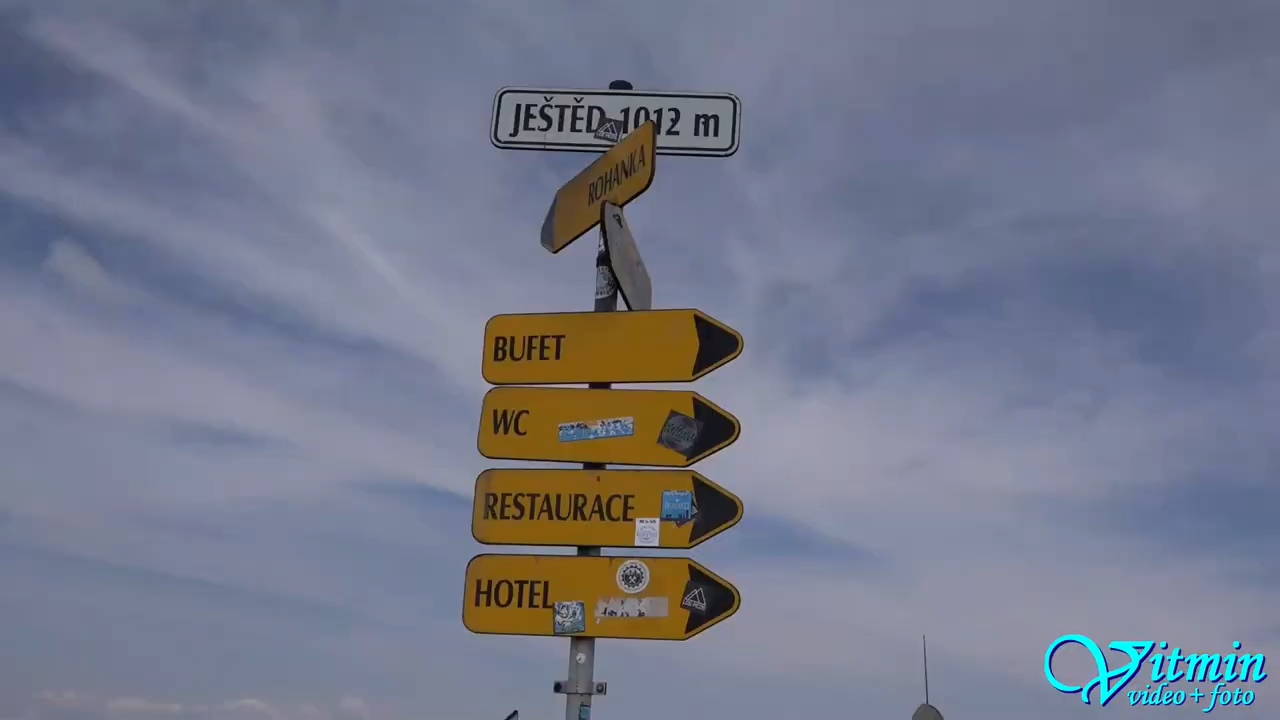 JEŠTĚD 1012 m
ROHANKA
BUFET
WC
RESTAURACE
HOTEL
Vitmin
video+foto